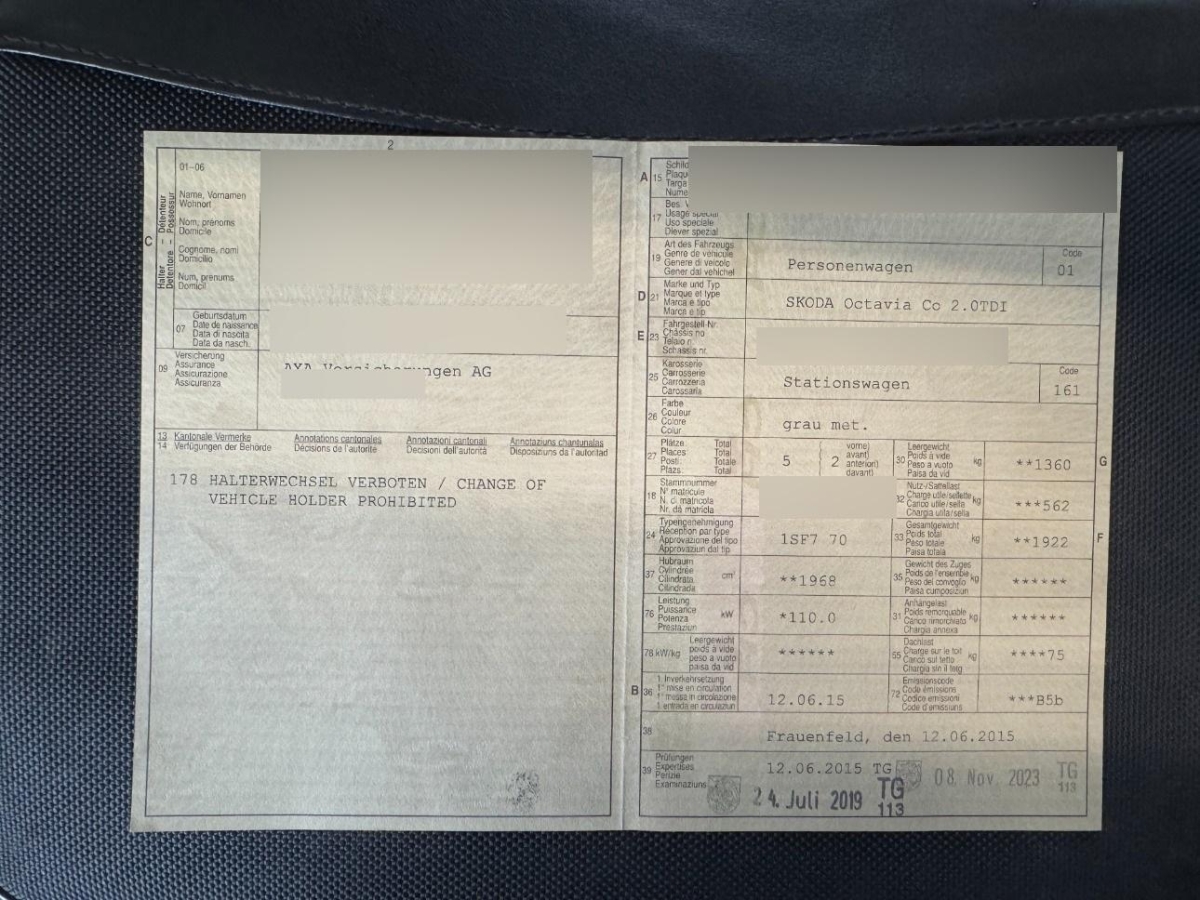 2
C
Halter – Détenteur
Detentore – Possessur
01-06
Name, Vornamen
Wohnort
Nom, prénoms
Domicile
Cognome, nomi
Domicilio
Num, prenums
Domicil
07
Geburtsdatum
Date de naissance
Data di nascita
Data da nasch.
09
Versicherung
Assurance
Assicurazione
Assicuranza
AXA Versicherungen AG
13 Kantonale Vermerke
14 Verfügungen der Behörde
Annotations cantonales
Décisions de l'autorité
Annotazioni cantonali
Decisioni dell'autorità
Annotaziuns chantunalas
Disposiziuns da l'autoritad
178 HALTERWECHSEL VERBOTEN / CHANGE OF
VEHICLE HOLDER PROHIBITED
A 15
Targa
17
Usage spécial
Uso speciale
Diever spezial
19
Art des Fahrzeugs
Genre de véhicule
Genere di veicolo
Gener dal vehichel
Personenwagen
Code
01
D 21
Marke und Typ
Marque et type
Marca e tipo
Marca e tip
SKODA Octavia Co 2.0TDI
E 23
Fahrgestell-Nr.
Châssis no
Telaio n.
Schassis nr.
25
Karosserie
Carrosserie
Carrozzeria
Carossaria
Stationswagen
Code
161
26
Farbe
Couleur
Colore
Colur
grau met.
27
Plätze Total
Places Total
Posti Totale
Plazs Total
5
2
vorne)
avant)
anteriori)
davant)
30
Leergewicht
Poids à vide
Peso a vuoto
Paisa da vid
kg
**1360
G
18
Stammnummer
N° matricule
N. di matricola
Nr. da matricla
32
Nutz-/Sattellast
Charge utile/sellette
Carico utile/sella
Chargia utila/sella
kg
***562
24
Typengenehmigung
Réception par type
Approvazione del tipo
Approvaziun dal tip
1SF7 70
33
Gesamtgewicht
Poids total
Peso totale
Paisa totala
kg
**1922
F
37
Hubraum
Cylindrée
Cilindrata
Cilindrada
cm³
**1968
35
Gewicht des Zuges
Poids de l'ensemble
Peso del convoglio
Paisa cumposiziun
kg
******
76
Leistung
Puissance
Potenza
Prestaziun
kW
*110.0
31
Anhängelast
Poids remorquable
Carico rimorchiato
Chargia annexa
kg
******
78 kW/kg
Leergewicht
poids à vide
peso a vuoto
paisa da vid
******
55
Dachlast
Charge sur le toit
Carico sul tetto
Chargia sin il tetg
kg
****75
B 36
1. Inverkehrsetzung
1re mise en circulation
1a messa in circolazione
1. entrada en circulaziun
12.06.15
72
Emissionscode
Code émissions
Codice emissioni
Code d'emissiuns
***B5b
38
Frauenfeld, den 12.06.2015
39
Prüfungen
Expertises
Perizie
Examinaziuns
12.06.2015 TG
24. Juli 2019
TG
113
08. Nov. 2023
TG
113